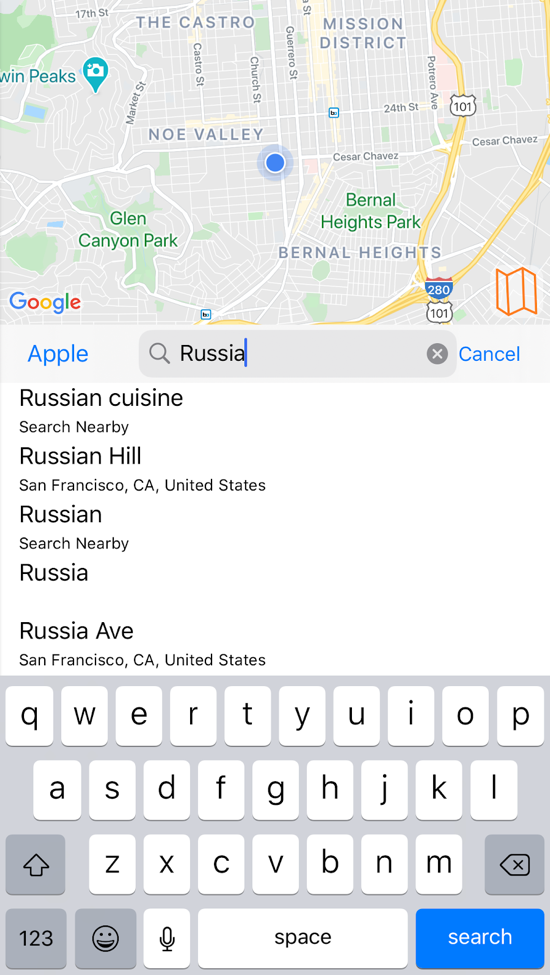 17th St
THE CASTRO
MISSION
DISTRICT
Castro St
Church St
Guerrero St
a St
Potrero Ave
win Peaks
Market St
24th St
101
NOE VALLEY
Cesar Chavez
Cesar Chavez
Bernal
Heights Park
Glen
Canyon Park
BERNAL HEIGHTS
280
Google
101
Apple
Russia
Cancel
Russian cuisine
Search Nearby
Russian Hill
San Francisco, CA, United States
Russian
Search Nearby
Russia
Russia Ave
San Francisco, CA, United States
q w e r t y u i o p
a s d f g h j k l
z x c v b n m
123 space search